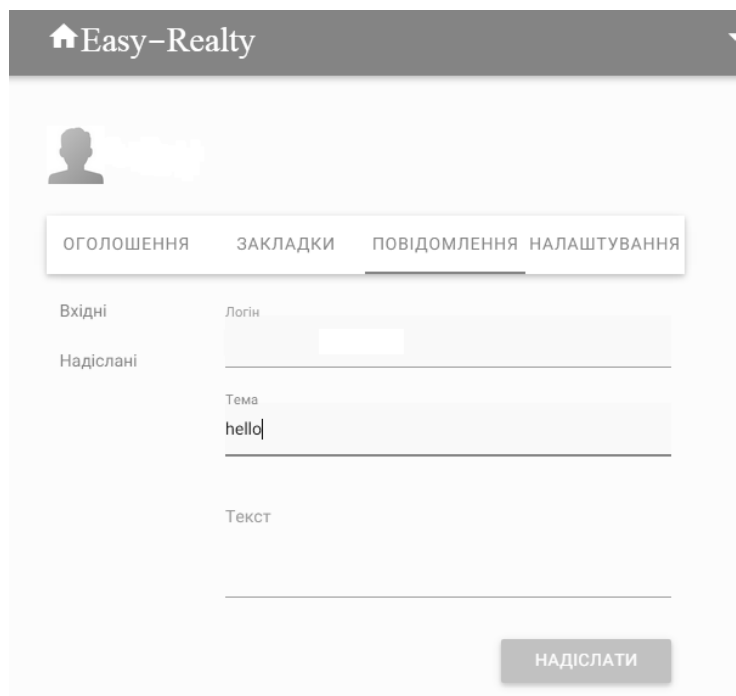 Easy-Realty
ОГОЛОШЕННЯ ЗАКЛАДКИ ПОВІДОМЛЕННЯ НАЛАШТУВАННЯ
Вхідні
Надіслані
Логін
Тема
hello
Текст
НАДІСЛАТИ